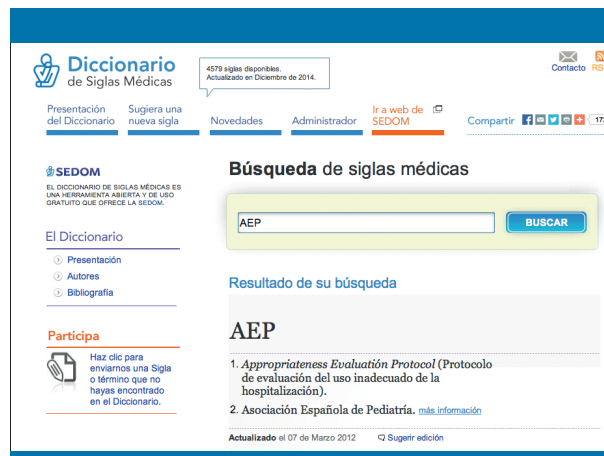 Diccionario
de Siglas Médicas
4579 siglas disponibles.
Actualizado en Diciembre de 2014.
Contacto
RS
Presentación
del Diccionario
Sugiera una
nueva sigla
Novedades
Administrador
Ir a web de
SEDOM
Compartir
SEDOM
EL DICCIONARIO DE SIGLAS MÉDICAS ES
UNA HERRAMIENTA ABIERTA Y DE USO
GRATUITO QUE OFRECE LA SEDOM.
El Diccionario
Presentación
Autores
Bibliografía
Participa
Haz clic para
enviarnos una Sigla
o término que no
hayas encontrado
en el Diccionario.
Búsqueda de siglas médicas
AEP
BUSCAR
Resultado de su búsqueda
AEP
1. Appropriateness Evaluatión Protocol (Protocolo
de evaluación del uso inadecuado de la
hospitalización).
2. Asociación Española de Pediatría. más información
Actualizado el 07 de Marzo 2012 Sugerir edición